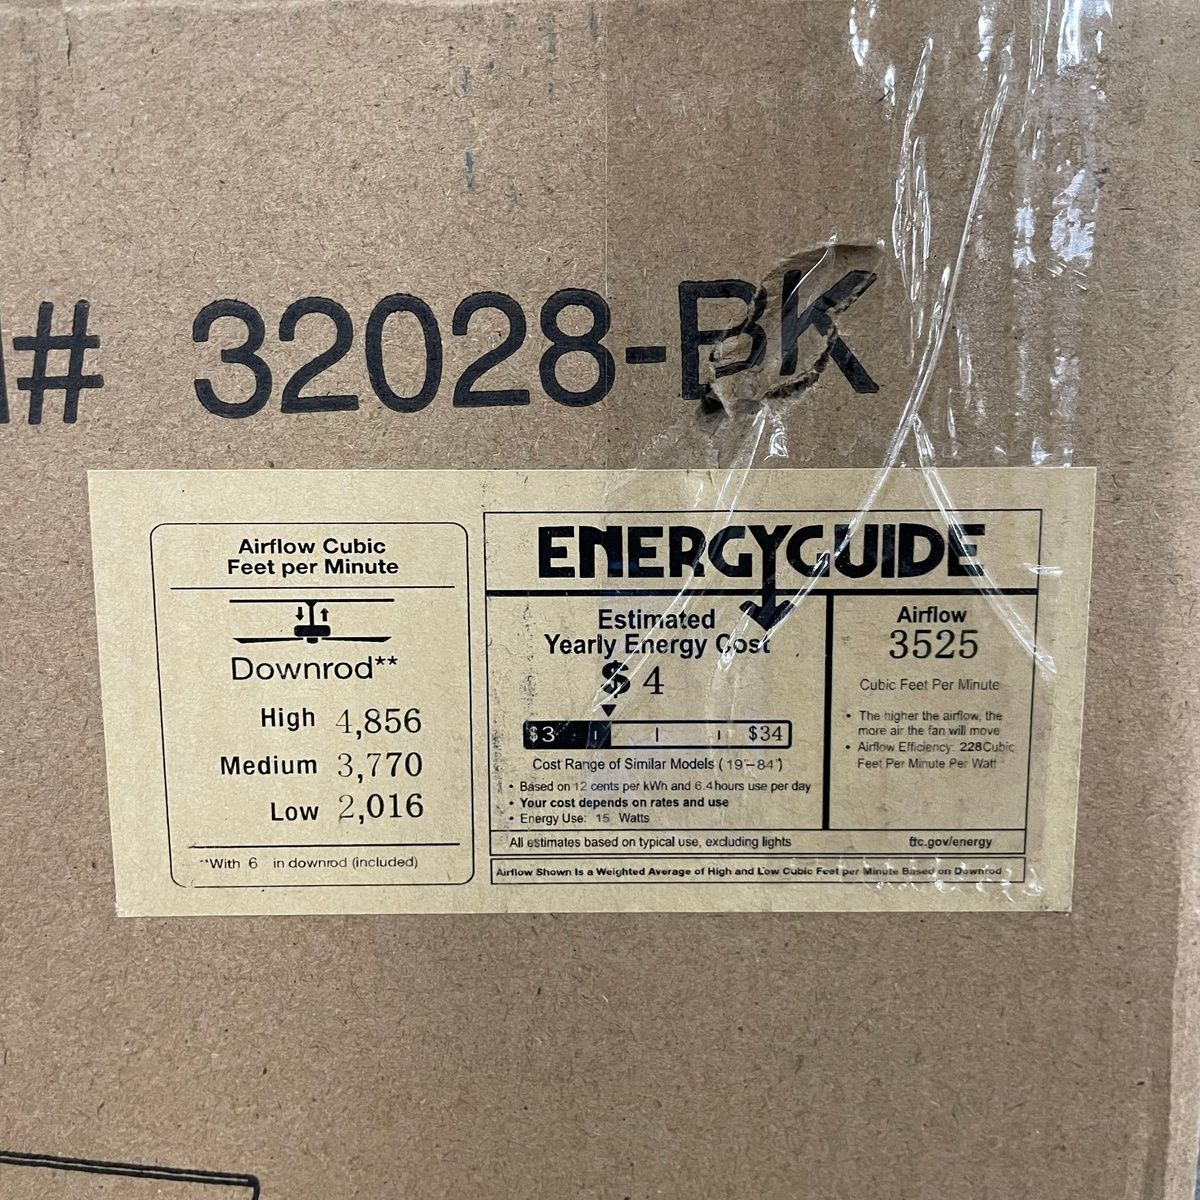 # 32028-BK
Airflow Cubic
Feet per Minute
Downrod**
High 4,856
Medium 3,770
Low 2,016
**With 6 in downrod (included)
ENERGYGUIDE
Estimated
Yearly Energy Cost
$ 4
$3 $34
Cost Range of Similar Models ( 19"–84")
• Based on 12 cents per kWh and 6.4hours use per day
• Your cost depends on rates and use
• Energy Use: 15 Watts
Airflow
3525
Cubic Feet Per Minute
• The higher the airflow, the
more air the fan will move
• Airflow Efficiency: 228Cubic
Feet Per Minute Per Watt
All estimates based on typical use, excluding lights
ftc.gov/energy
Airflow Shown Is a Weighted Average of High and Low Cubic Feet per Minute Based on Downrod